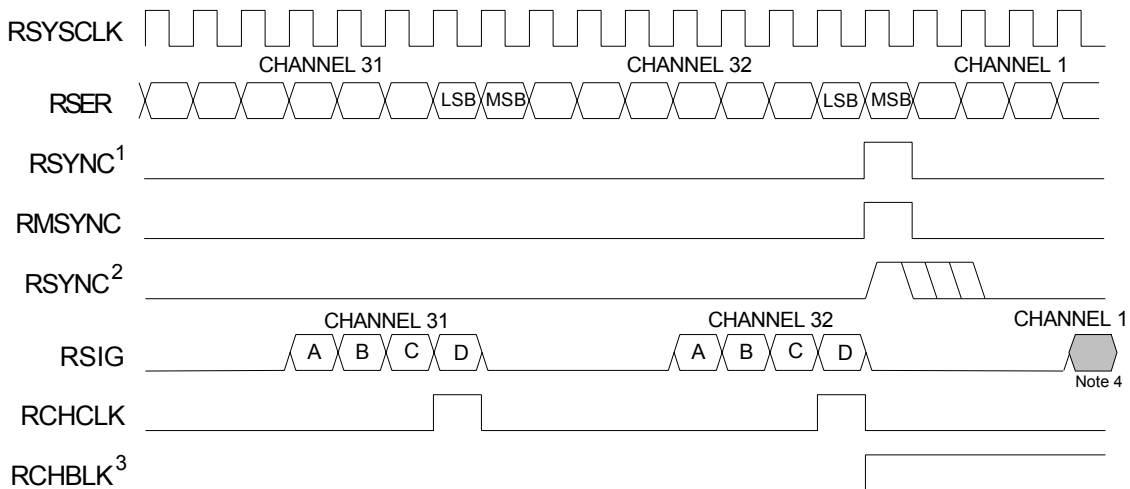 RSYSCLK
CHANNEL 31 CHANNEL 32 CHANNEL 1
RSER LSB MSB LSB MSB
RSYNC¹
RMSYNC
RSYNC²
CHANNEL 31 CHANNEL 32 CHANNEL 1
RSIG A B C D A B C D
Note 4
RCHCLK
RCHBLK³